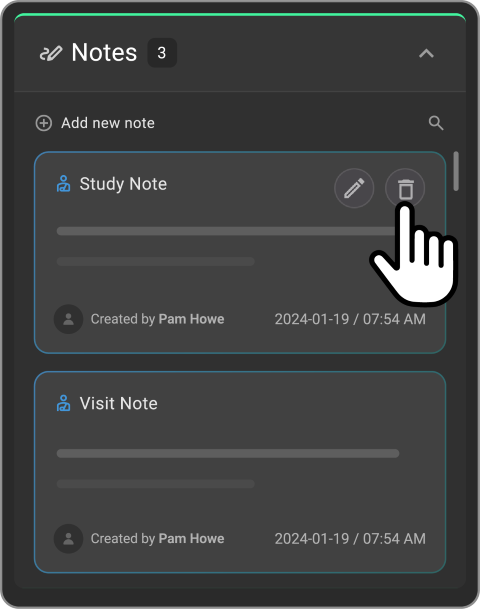 Notes 3
Add new note
Study Note
Created by Pam Howe 2024-01-19 / 07:54 AM
Visit Note
Created by Pam Howe 2024-01-19 / 07:54 AM